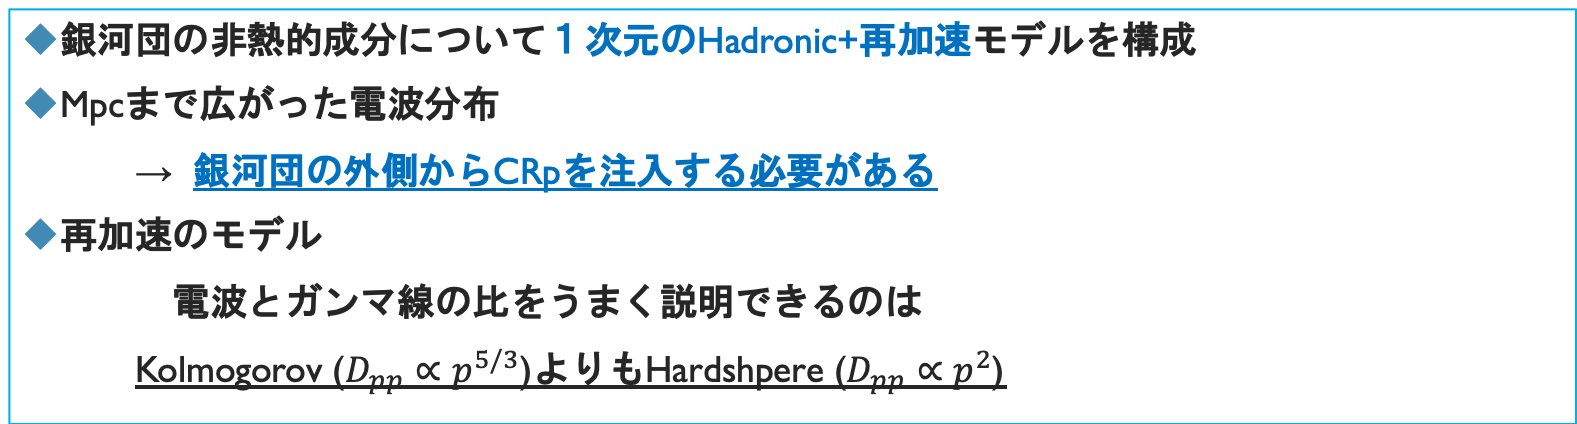 ◆銀河団の非熱的成分について１次元のHadronic+再加速モデルを構成
◆Mpcまで広がった電波分布
→ 銀河団の外側からCRpを注入する必要がある
◆再加速のモデル
電波とガンマ線の比をうまく説明できるのは
Kolmogorov (𝐷𝑝𝑝 ∝ 𝑝^{5/3})よりもHardshpere (𝐷𝑝𝑝 ∝ 𝑝^2)